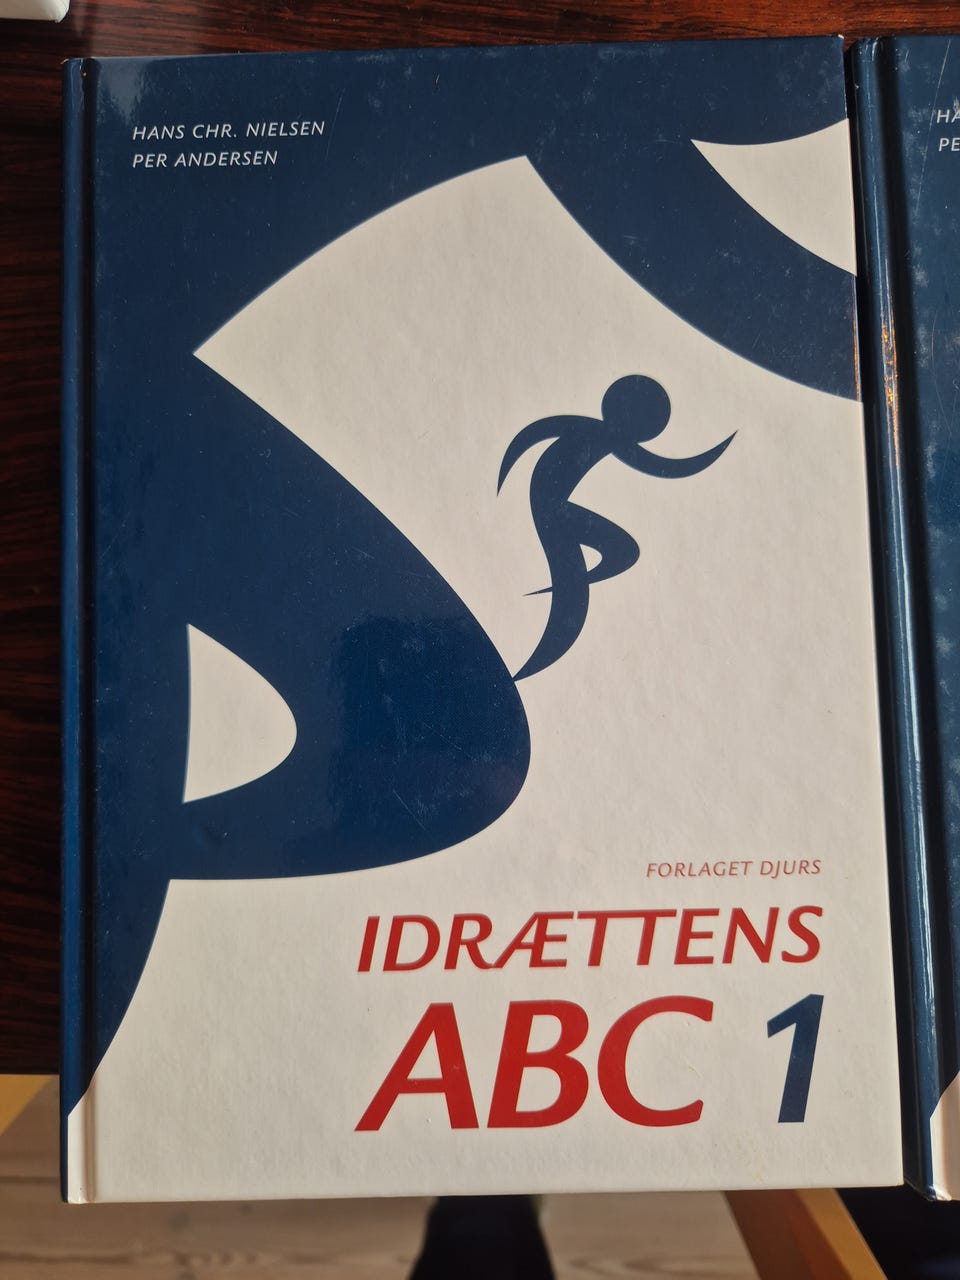 HANS CHR. NIELSEN
PER ANDERSEN
FORLAGET DJURS
IDRÆTTENS
ABC 1